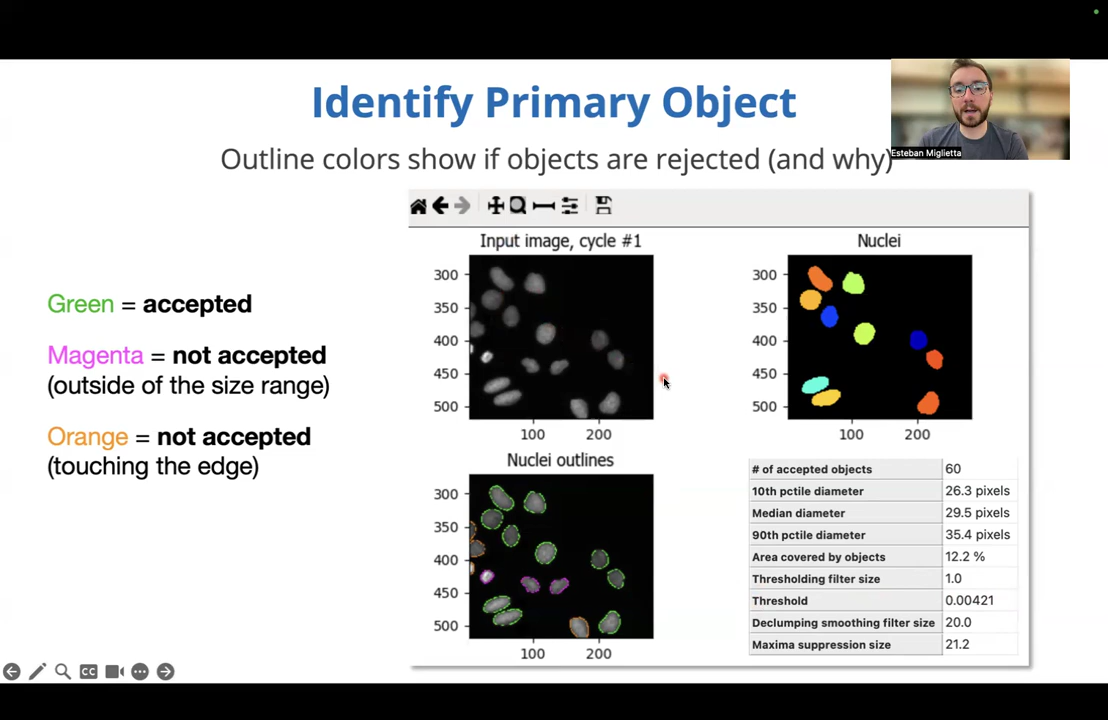 Identify Primary Object
Outline colors show if objects are rejected (and why)
Esteban Miglietta
Green = accepted
Magenta = not accepted
(outside of the size range)
Orange = not accepted
(touching the edge)
Input image, cycle #1
300
350
400
450
500
100 200
Nuclei
300
350
400
450
500
100 200
Nuclei outlines
300
350
400
450
500
100 200
# of accepted objects 60
10th pctile diameter 26.3 pixels
Median diameter 29.5 pixels
90th pctile diameter 35.4 pixels
Area covered by objects 12.2 %
Thresholding filter size 1.0
Threshold 0.00421
Declumping smoothing filter size 20.0
Maxima suppression size 21.2
CC